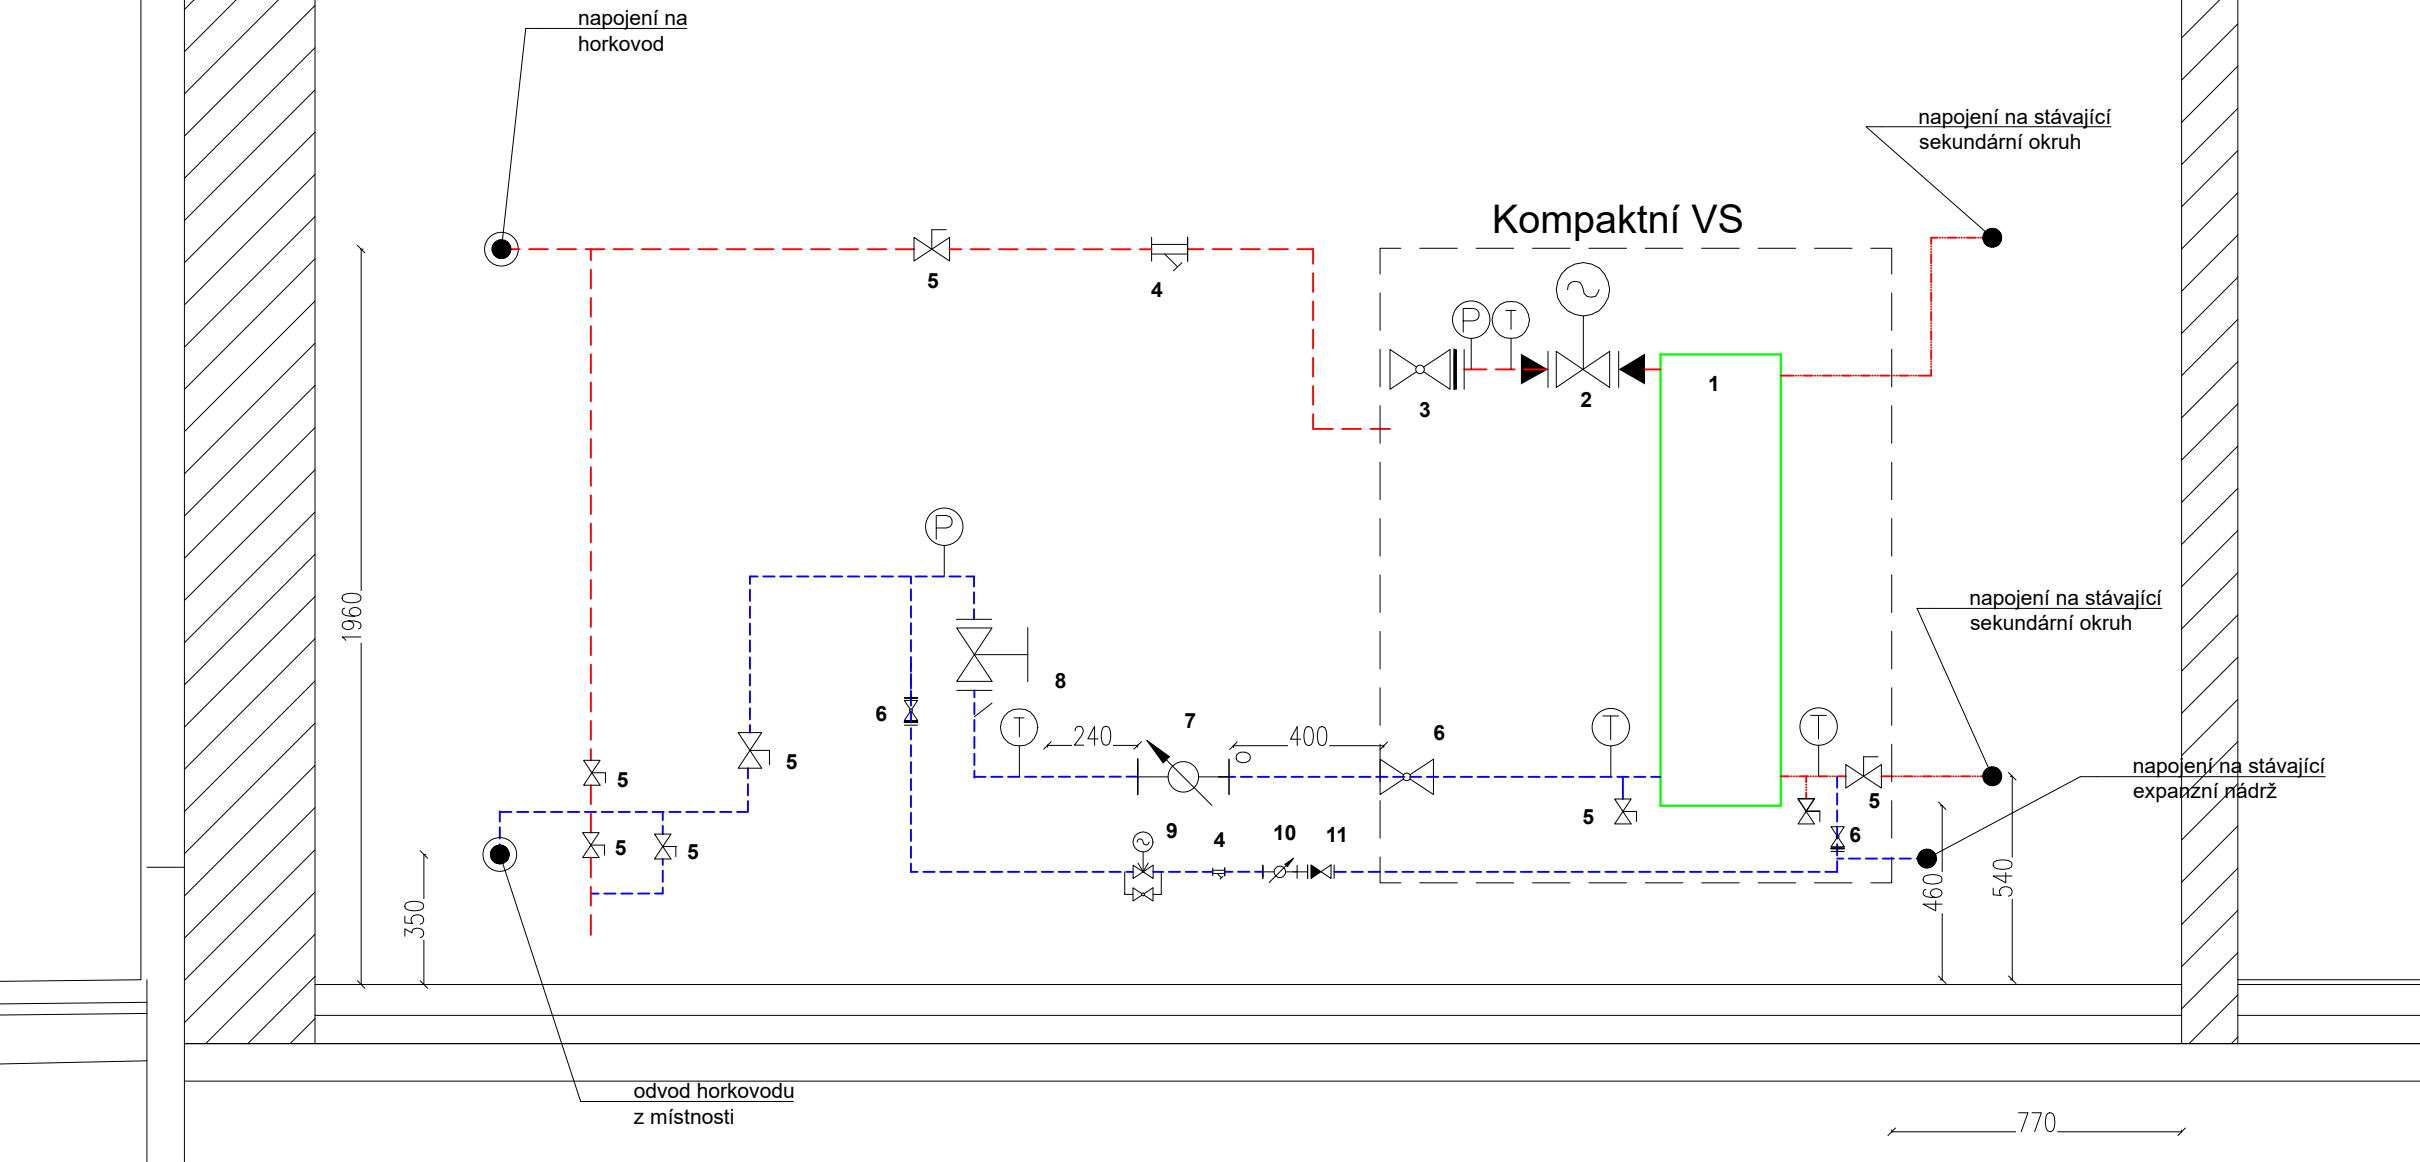 napojení na
horkovod
napojení na stávající
sekundární okruh
Kompaktní VS
5
4
P
T
1
3
2
P
1960
napojení na stávající
sekundární okruh
8
6
7
T
240
400
0
6
T
T
5
5
5
napojení na stávající
expanzní nádrž
5
9
4
10
11
6
5
5
350
460
540
odvod horkovodu
z místnosti
770